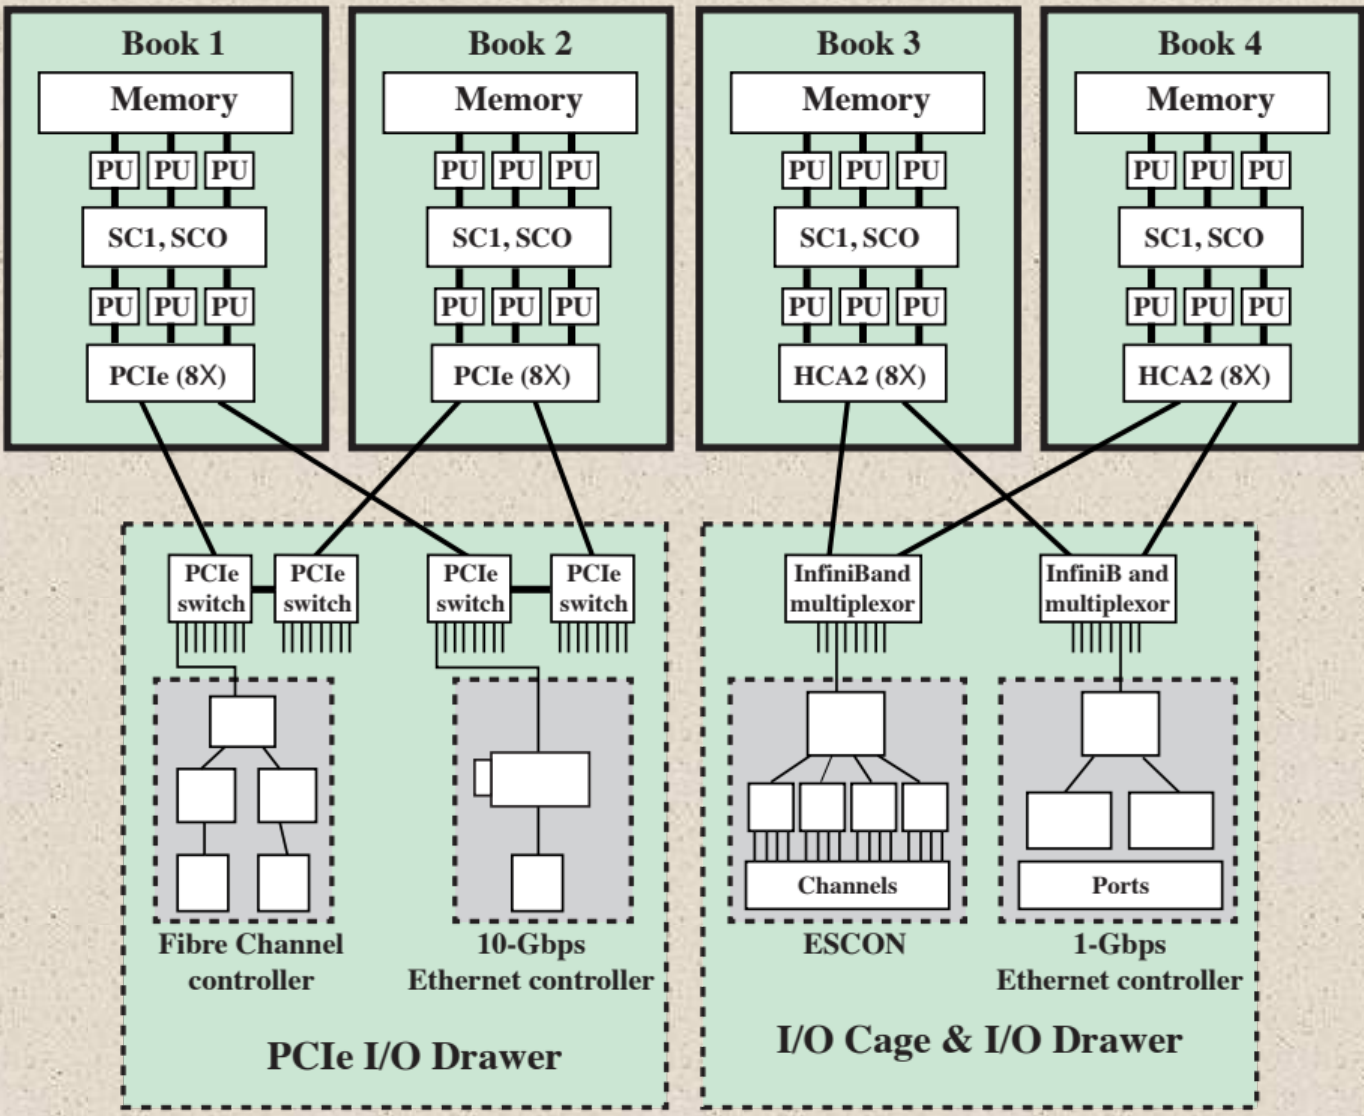 Book 1
Book 2
Book 3
Book 4
Memory
Memory
Memory
Memory
PU PU PU
PU PU PU
PU PU PU
PU PU PU
SC1, SCO
SC1, SCO
SC1, SCO
SC1, SCO
PU PU PU
PU PU PU
PU PU PU
PU PU PU
PCIe (8X)
PCIe (8X)
HCA2 (8X)
HCA2 (8X)
PCIe
switch
PCIe
switch
PCIe
switch
PCIe
switch
InfiniBand
multiplexor
InfiniB and
multiplexor
Channels
Ports
Fibre Channel
controller
10-Gbps
Ethernet controller
ESCON
1-Gbps
Ethernet controller
PCIe I/O Drawer
I/O Cage & I/O Drawer